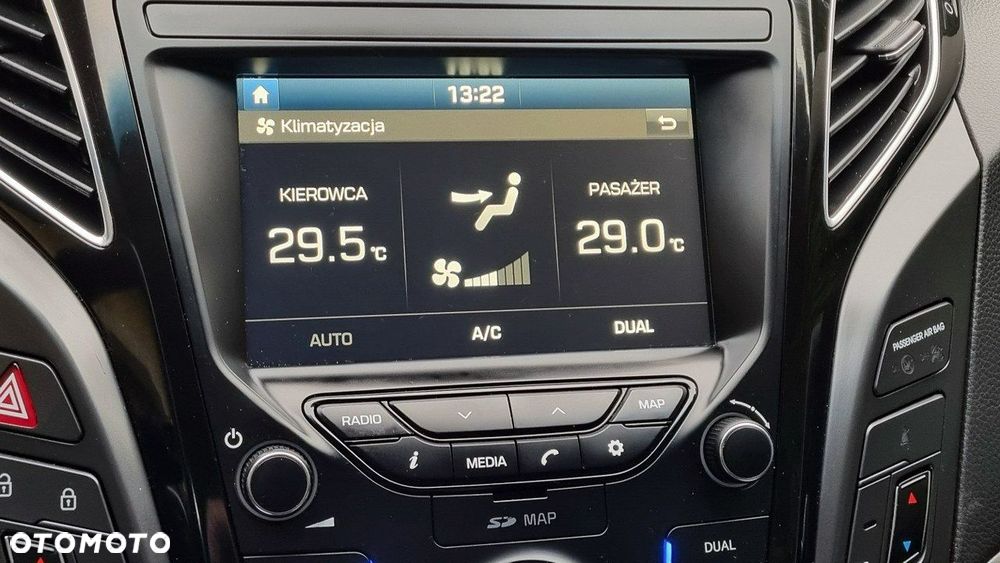 13:22
Klimatyzacja
KIEROWCA
29.5°C
PASAŻER
29.0°C
AUTO
A/C
DUAL
RADIO
MAP
i
MEDIA
SD MAP
DUAL
PASSENGER AIR BAG
OTOMOTO